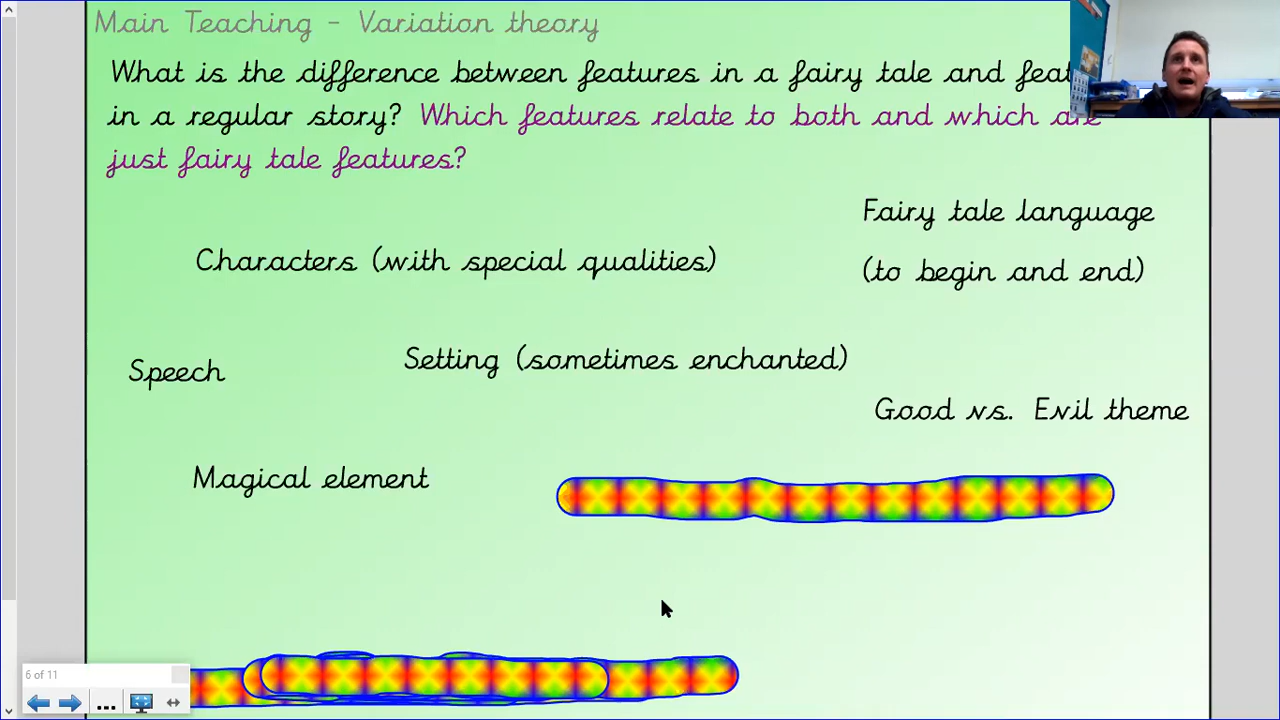 Main Teaching - Variation theory
What is the difference between features in a fairy tale and
in a regular story? Which features relate to both and which are
just fairy tale features?
Fairy tale language
Characters (with special qualities)
(to begin and end)
Setting (sometimes enchanted)
Speech
Good vs. Evil theme
Magical element
6 of 11